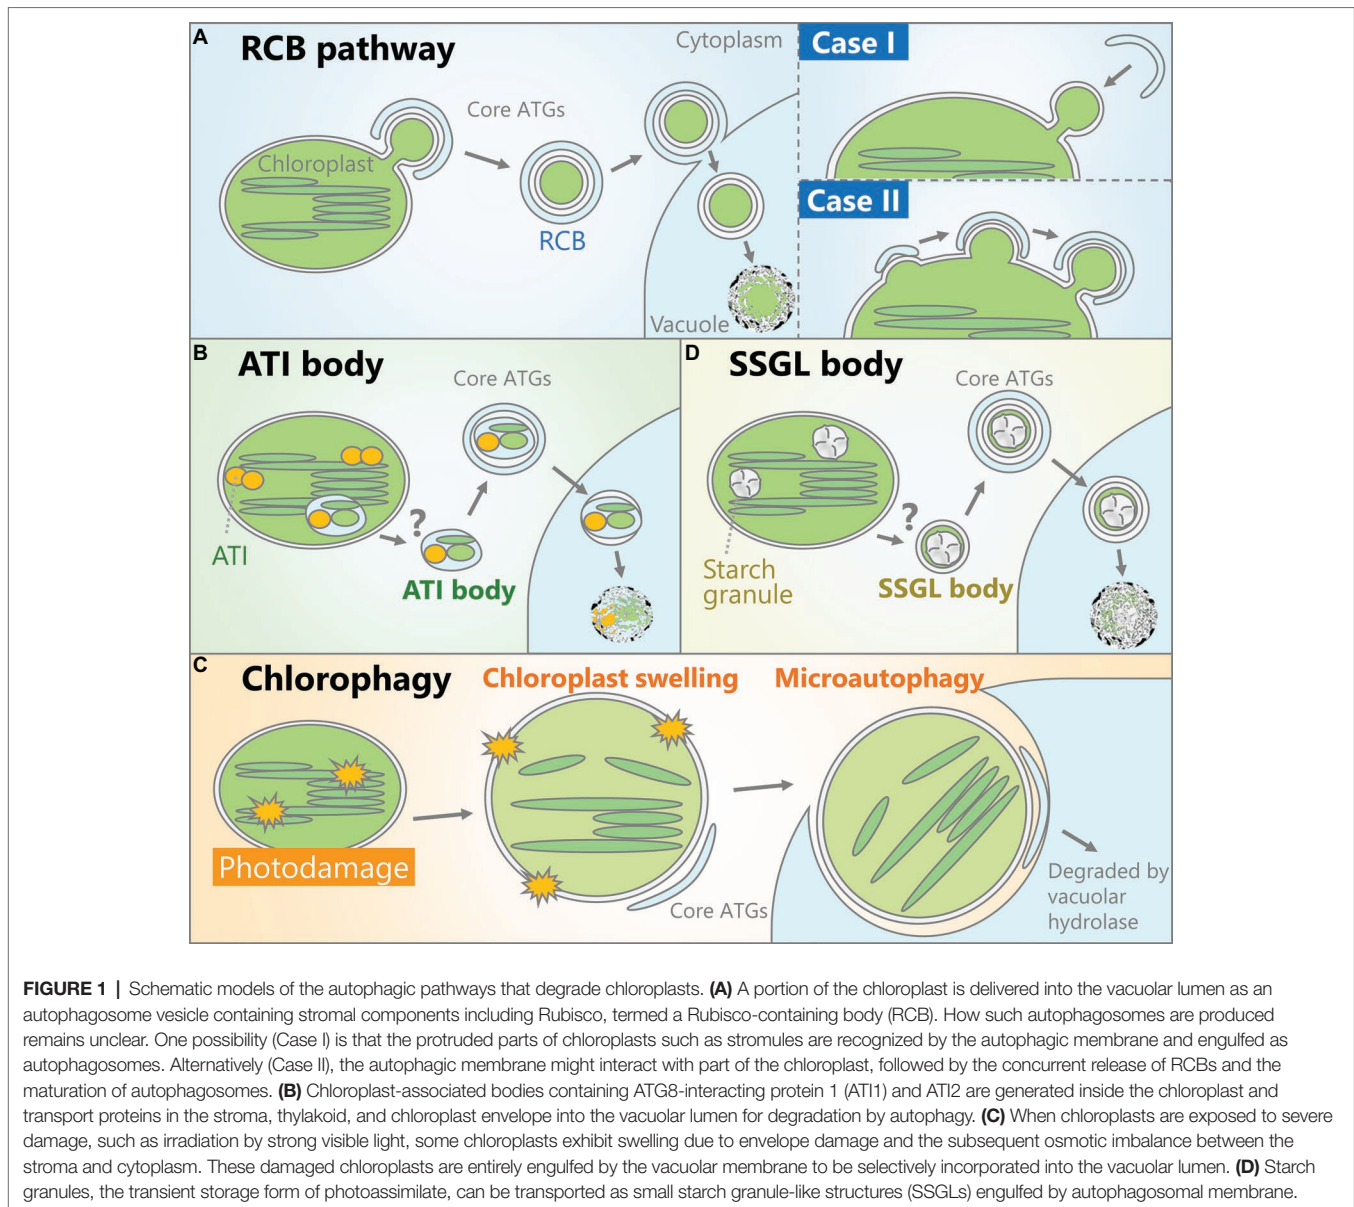 A
RCB pathway
Chloroplast
Core ATGs
RCB
Cytoplasm
Vacuole
Case I
Case II
B
ATI body
Core ATGs
ATI
?
ATI body
D
SSGL body
Core ATGs
Starch
granule
?
SSGL body
C
Chlorophagy
Chloroplast swelling
Microautophagy
Photodamage
Core ATGs
Degraded by
vacuolar
hydrolase
FIGURE 1 | Schematic models of the autophagic pathways that degrade chloroplasts. (A) A portion of the chloroplast is delivered into the vacuolar lumen as an
autophagosome vesicle containing stromal components including Rubisco, termed a Rubisco-containing body (RCB). How such autophagosomes are produced
remains unclear. One possibility (Case I) is that the protruded parts of chloroplasts such as stromules are recognized by the autophagic membrane and engulfed as
autophagosomes. Alternatively (Case II), the autophagic membrane might interact with part of the chloroplast, followed by the concurrent release of RCBs and the
maturation of autophagosomes. (B) Chloroplast-associated bodies containing ATG8-interacting protein 1 (ATI1) and ATI2 are generated inside the chloroplast and
transport proteins in the stroma, thylakoid, and chloroplast envelope into the vacuolar lumen for degradation by autophagy. (C) When chloroplasts are exposed to severe
damage, such as irradiation by strong visible light, some chloroplasts exhibit swelling due to envelope damage and the subsequent osmotic imbalance between the
stroma and cytoplasm. These damaged chloroplasts are entirely engulfed by the vacuolar membrane to be selectively incorporated into the vacuolar lumen. (D) Starch
granules, the transient storage form of photoassimilate, can be transported as small starch granule-like structures (SSGLs) engulfed by autophagosomal membrane.